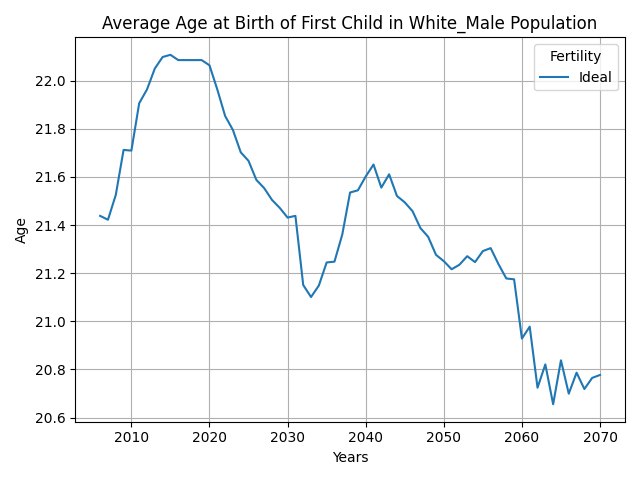 Average Age at Birth of First Child in White_Male Population
Fertility
Ideal
22.0
21.8
21.6
21.4
21.2
21.0
20.8
20.6
Age
2010 2020 2030 2040 2050 2060 2070
Years